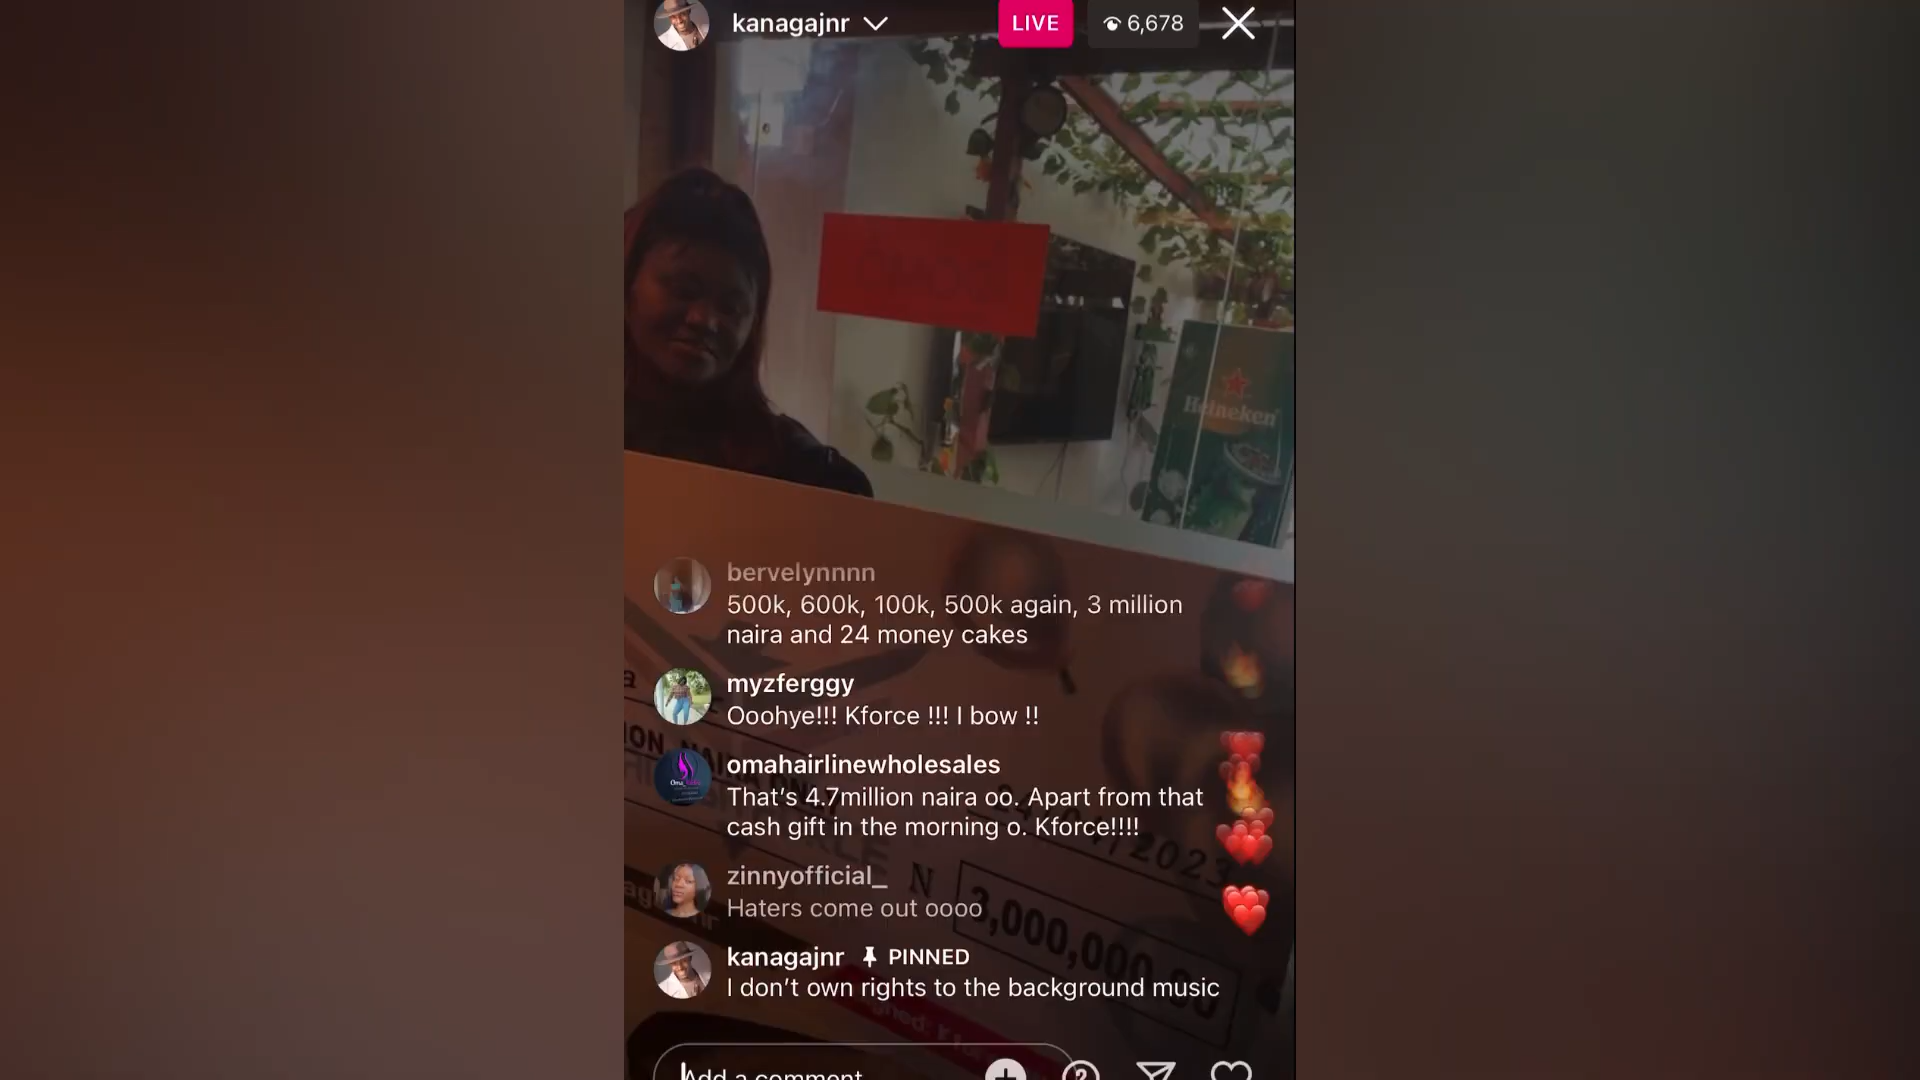 kanagajnr
LIVE
6,678
Heineken
bervelynnnn
500k, 600k, 100k, 500k again, 3 million
naira and 24 money cakes
myzferggy
Ooohye!!! Kforce !!! I bow !!
omahairlinewholesales
That's 4.7million naira oo. Apart from that
cash gift in the morning o. Kforce!!!!
zinnyofficial_
Haters come out oooo
N 3,000,000.00
kanagajnr PINNED
I don't own rights to the background music
Add a comment